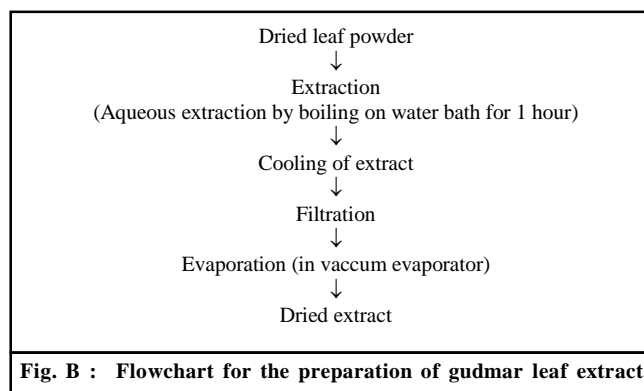 Dried leaf powder
↓
Extraction
(Aqueous extraction by boiling on water bath for 1 hour)
↓
Cooling of extract
↓
Filtration
↓
Evaporation (in vaccum evaporator)
↓
Dried extract
Fig. B : Flowchart for the preparation of gudmar leaf extract